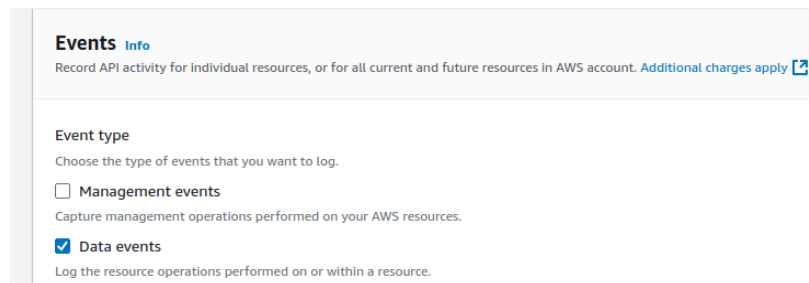 Events Info
Record API activity for individual resources, or for all current and future resources in AWS account. Additional charges apply
Event type
Choose the type of events that you want to log.
Management events
Capture management operations performed on your AWS resources.
Data events
Log the resource operations performed on or within a resource.